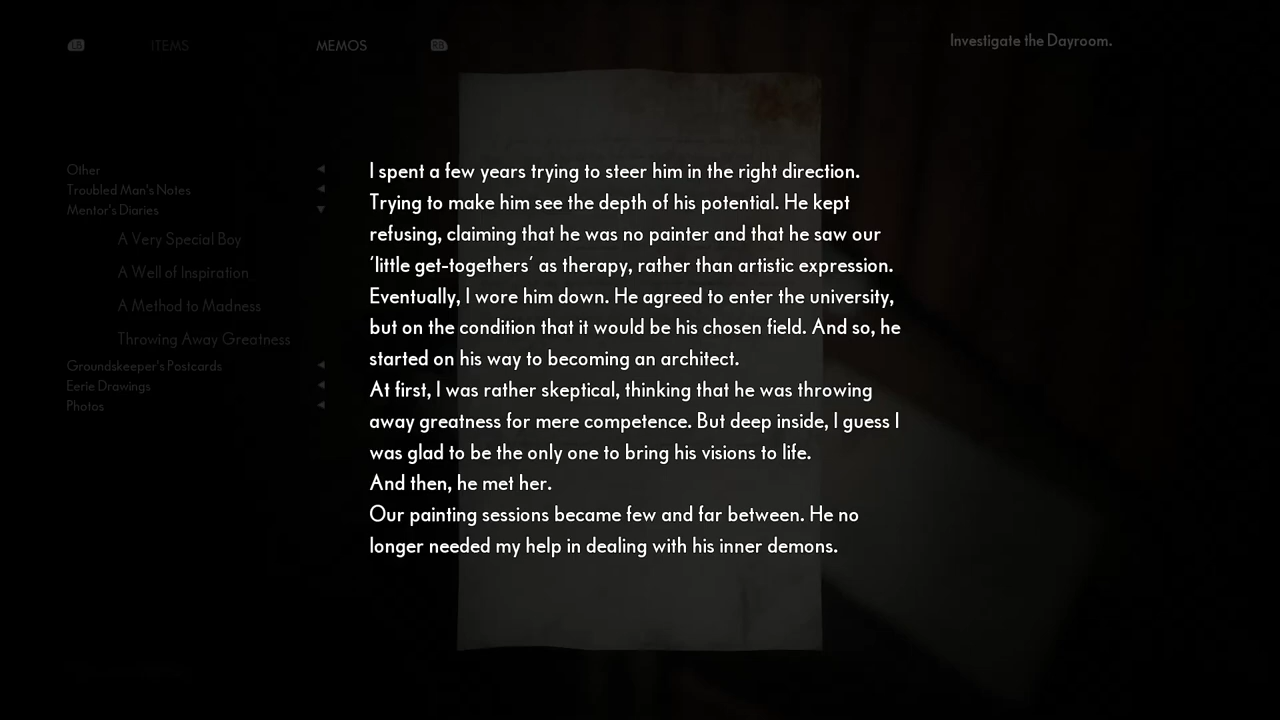 LB ITEMS MEMOS RB Investigate the Dayroom.
Other
Troubled Man's Notes
Mentor's Diaries
A Very Special Boy
A Well of Inspiration
A Method to Madness
Throwing Away Greatness
Groundskeeper's Postcards
Eerie Drawings
Photos
I spent a few years trying to steer him in the right direction.
Trying to make him see the depth of his potential. He kept
refusing, claiming that he was no painter and that he saw our
'little get-togethers' as therapy, rather than artistic expression.
Eventually, I wore him down. He agreed to enter the university,
but on the condition that it would be his chosen field. And so, he
started on his way to becoming an architect.
At first, I was rather skeptical, thinking that he was throwing
away greatness for mere competence. But deep inside, I guess I
was glad to be the only one to bring his visions to life.
And then, he met her.
Our painting sessions became few and far between. He no
longer needed my help in dealing with his inner demons.